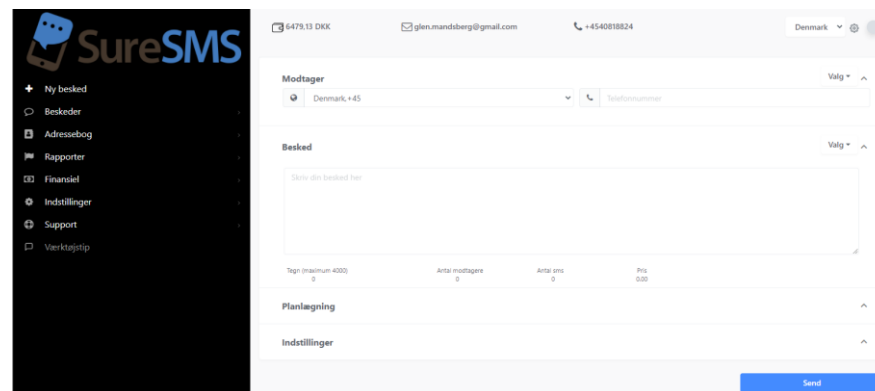 SureSMS
6479,13 DKK
glen.mandsberg@gmail.com
+4540818824
Denmark
Ny besked
Beskeder
Adressebog
Rapporter
Finansiel
Indstillinger
Support
Værktøjstip
Modtager
Valg
Denmark,+45
Telefonnummer
Besked
Valg
Skriv din besked her
Tegn (maximum 4000) Antal modtagere Antal sms Pris
0 0 0 0,00
Planlægning
Indstillinger
Send